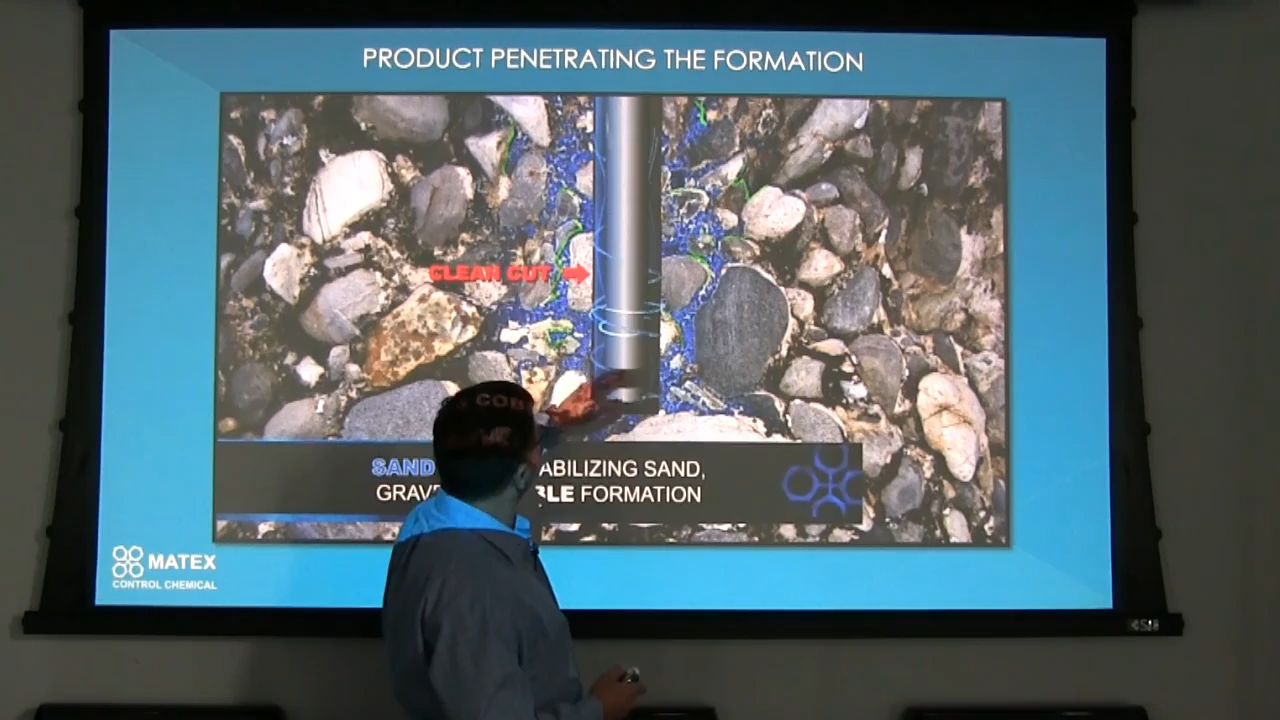 PRODUCT PENETRATING THE FORMATION
CLEAN CUT
SAND ABILIZING SAND,
GRAV BLE FORMATION
MATEX
CONTROL CHEMICAL